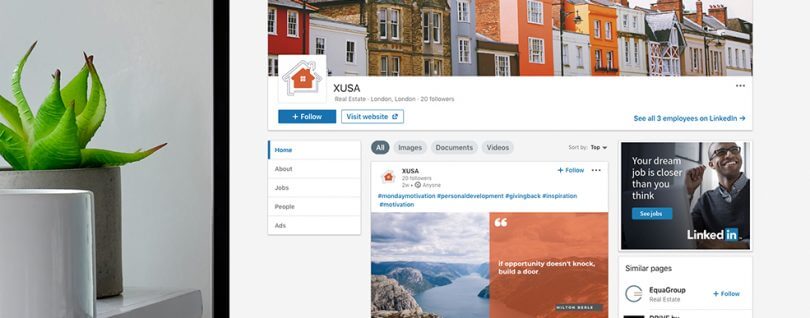 XUSA
Real Estate · London, London · 20 followers
+ Follow
Visit website
See all 3 employees on LinkedIn →
Home
About
Jobs
People
Ads
All
Images
Documents
Videos
Sort by: Top
XUSA
20 followers
2w • Anyone
+ Follow
#mondaymotivation #personaldevelopment #givingback #inspiration
#motivation
if opportunity doesn't knock,
build a door
MILTON BERLE
Your dream
job is closer
than you
think
See jobs
Linked in
Similar pages
EquaGroup
Real Estate
+ Follow